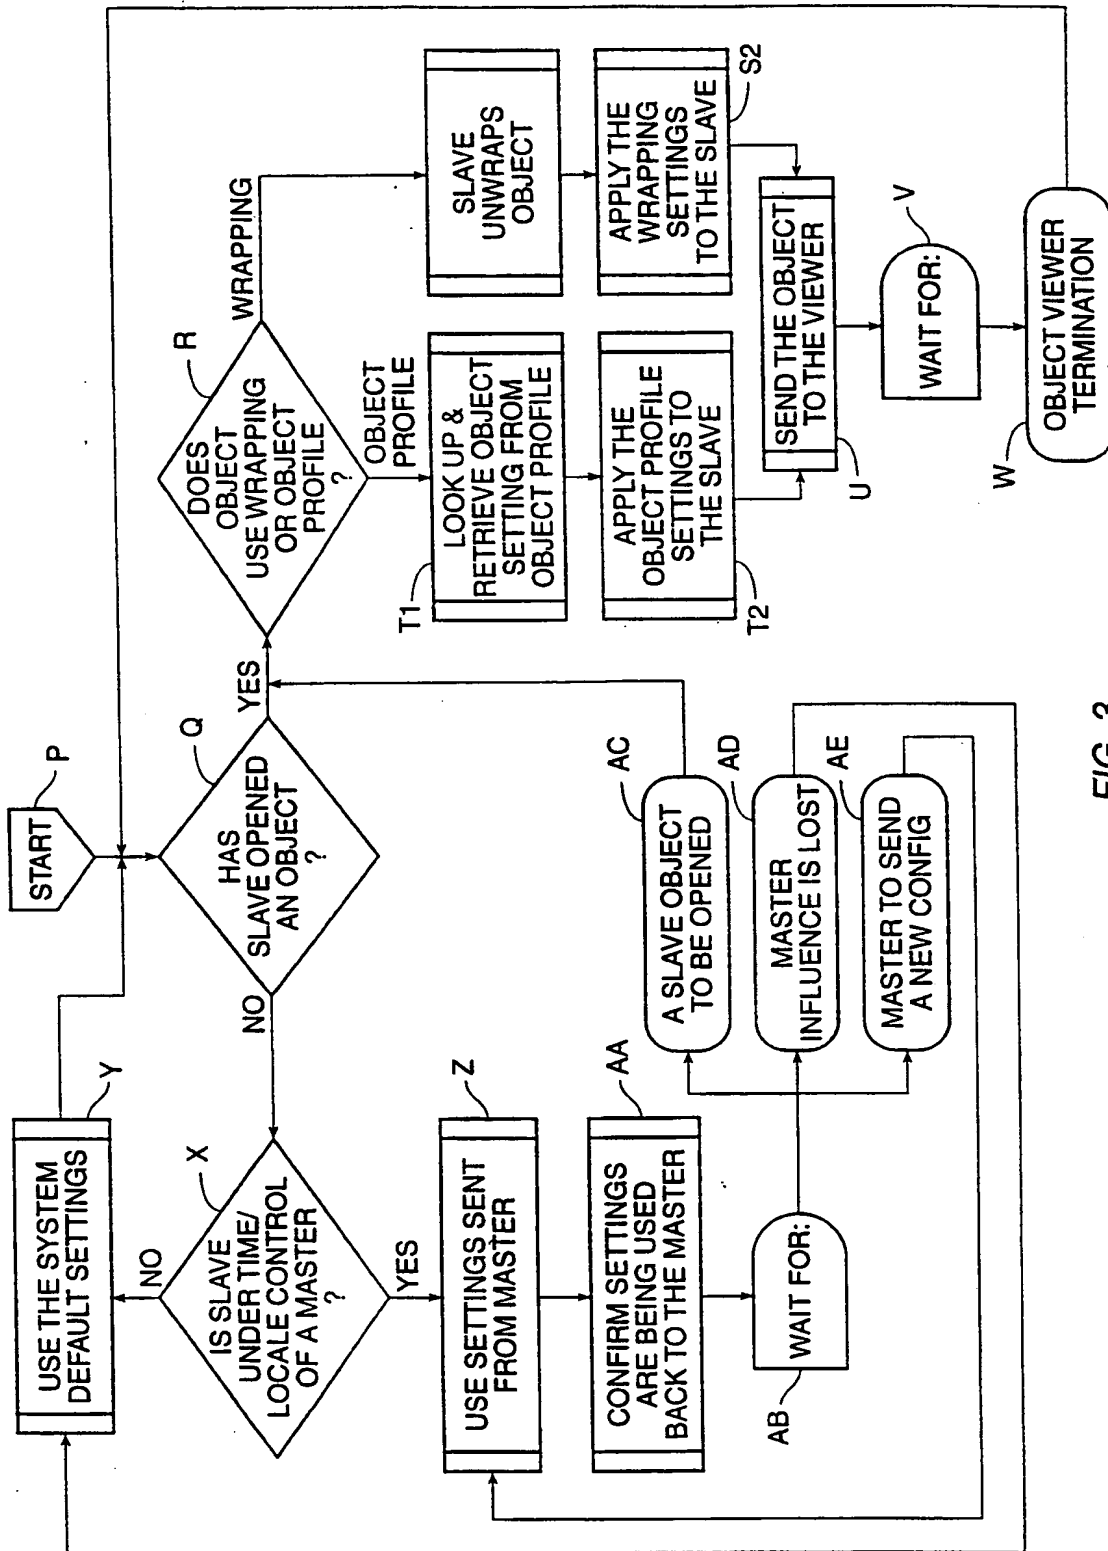 START
P
HAS
SLAVE OPENED
AN OBJECT
?
Q
YES
NO
DOES
OBJECT
USE WRAPPING
OR OBJECT
PROFILE
?
R
WRAPPING
OBJECT
PROFILE
SLAVE
UNWRAPS
OBJECT
APPLY THE
WRAPPING
SETTINGS
TO THE SLAVE
S2
LOOK UP &
RETRIEVE OBJECT
SETTING FROM
OBJECT PROFILE
T1
APPLY THE
OBJECT PROFILE
SETTINGS TO
THE SLAVE
T2
SEND THE OBJECT
TO THE VIEWER
U
WAIT FOR:
V
OBJECT VIEWER
TERMINATION
W
IS SLAVE
UNDER TIME/
LOCALE CONTROL
OF A MASTER
?
X
NO
YES
USE THE SYSTEM
DEFAULT SETTINGS
Y
USE SETTINGS SENT
FROM MASTER
Z
CONFIRM SETTINGS
ARE BEING USED
BACK TO THE MASTER
AA
WAIT FOR:
AB
A SLAVE OBJECT
TO BE OPENED
AC
MASTER
INFLUENCE IS LOST
AD
MASTER TO SEND
A NEW CONFIG
AE